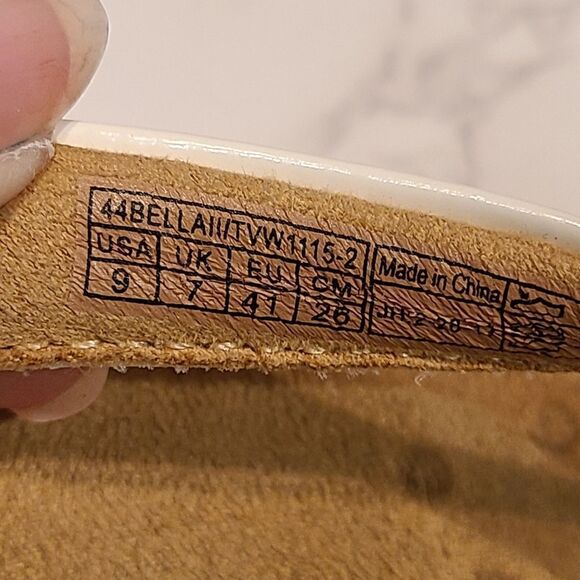 44BELLAII/TVW1115-2
USA UK EU CM
9 7 41 26
Made in China